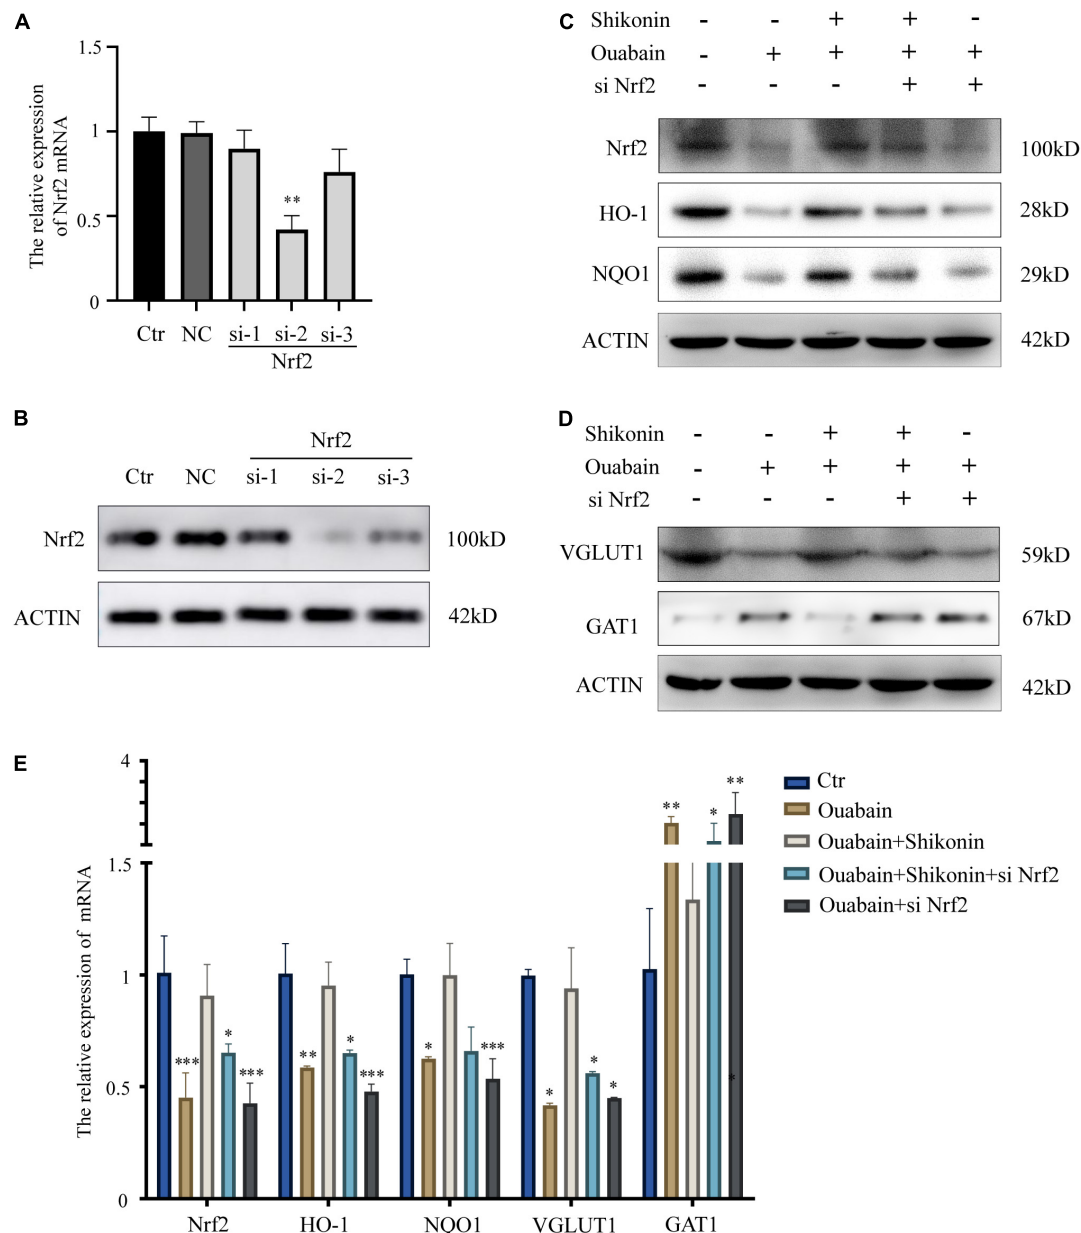 A
The relative expression
of Nrf2 mRNA
1.5
1
0.5
0
**
Ctr NC si-1 si-2 si-3
Nrf2
B
Nrf2
Ctr NC si-1 si-2 si-3
Nrf2 100kD
ACTIN 42kD
C
Shikonin - - + + -
Ouabain - + + + +
si Nrf2 - - - + +
Nrf2 100kD
HO-1 28kD
NQO1 29kD
ACTIN 42kD
D
Shikonin - - + + -
Ouabain - + + + +
si Nrf2 - - - + +
VGLUT1 59kD
GAT1 67kD
ACTIN 42kD
E
The relative expression of mRNA
4
1.5
1
0.5
0
*** * ***
** * ***
* ***
* * *
** * **
*
Nrf2 HO-1 NQO1 VGLUT1 GAT1
Ctr
Ouabain
Ouabain+Shikonin
Ouabain+Shikonin+si Nrf2
Ouabain+si Nrf2